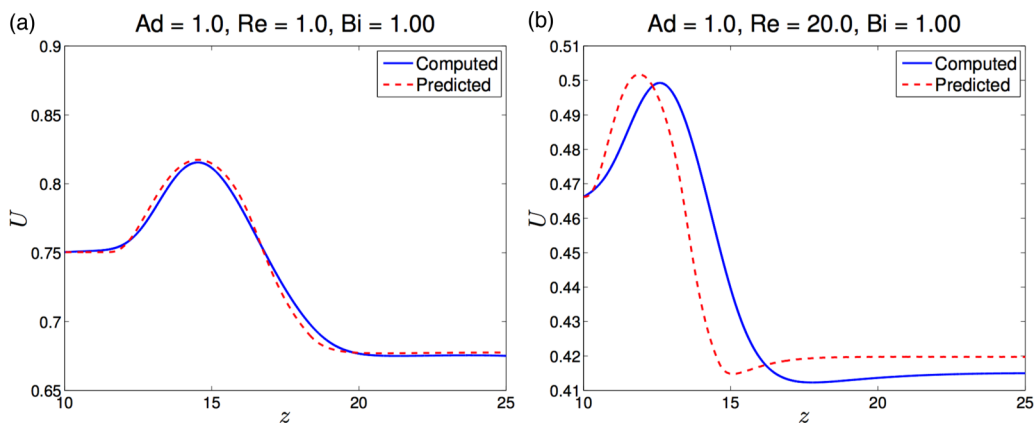 (a) Ad = 1.0, Re = 1.0, Bi = 1.00
0.9
0.85
0.8
0.75
0.7
0.65
U
10 15 20 25
z
Computed
Predicted
(b) Ad = 1.0, Re = 20.0, Bi = 1.00
0.51
0.5
0.49
0.48
0.47
0.46
0.45
0.44
0.43
0.42
0.41
U
10 15 20 25
z
Computed
Predicted